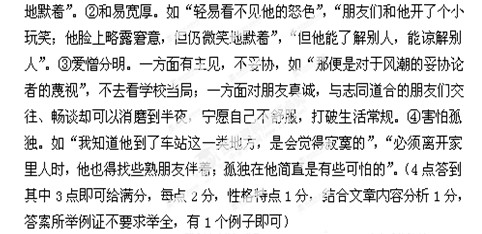 地默着”。②和易宽厚。如“轻易看不见他的怒色”，“朋友们和他开了个小
玩笑；他脸上略露窘意，但仍微笑地默着”，“但他能了解别人，能谅解别
人”。③爱憎分明。一方面有主见，不妥协，如“那便是对于风潮的妥协论
者的蔑视”，不去看学校当局；一方面对朋友真诚，与志同道合的朋友们交
往、畅谈却可以消磨到半夜，宁愿自己不舒服，打破生活常规。④害怕孤
独。如“我知道他到了车站这一类地方，是会觉得寂寞的”，“必须离开家
里人时，他也得找些熟朋友伴着；孤独在他简直是有些可怕的”。(4点答到
其中3点即可给满分，每点2分，性格特点1分，结合文章内容分析1分，
答案所举例证不要求举全，有1个例子即可)